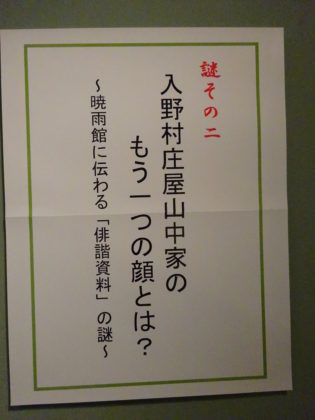 謎その二
入野村庄屋山中家の
もう一つの顔とは？
～暁雨館に伝わる「俳諧資料」の謎～